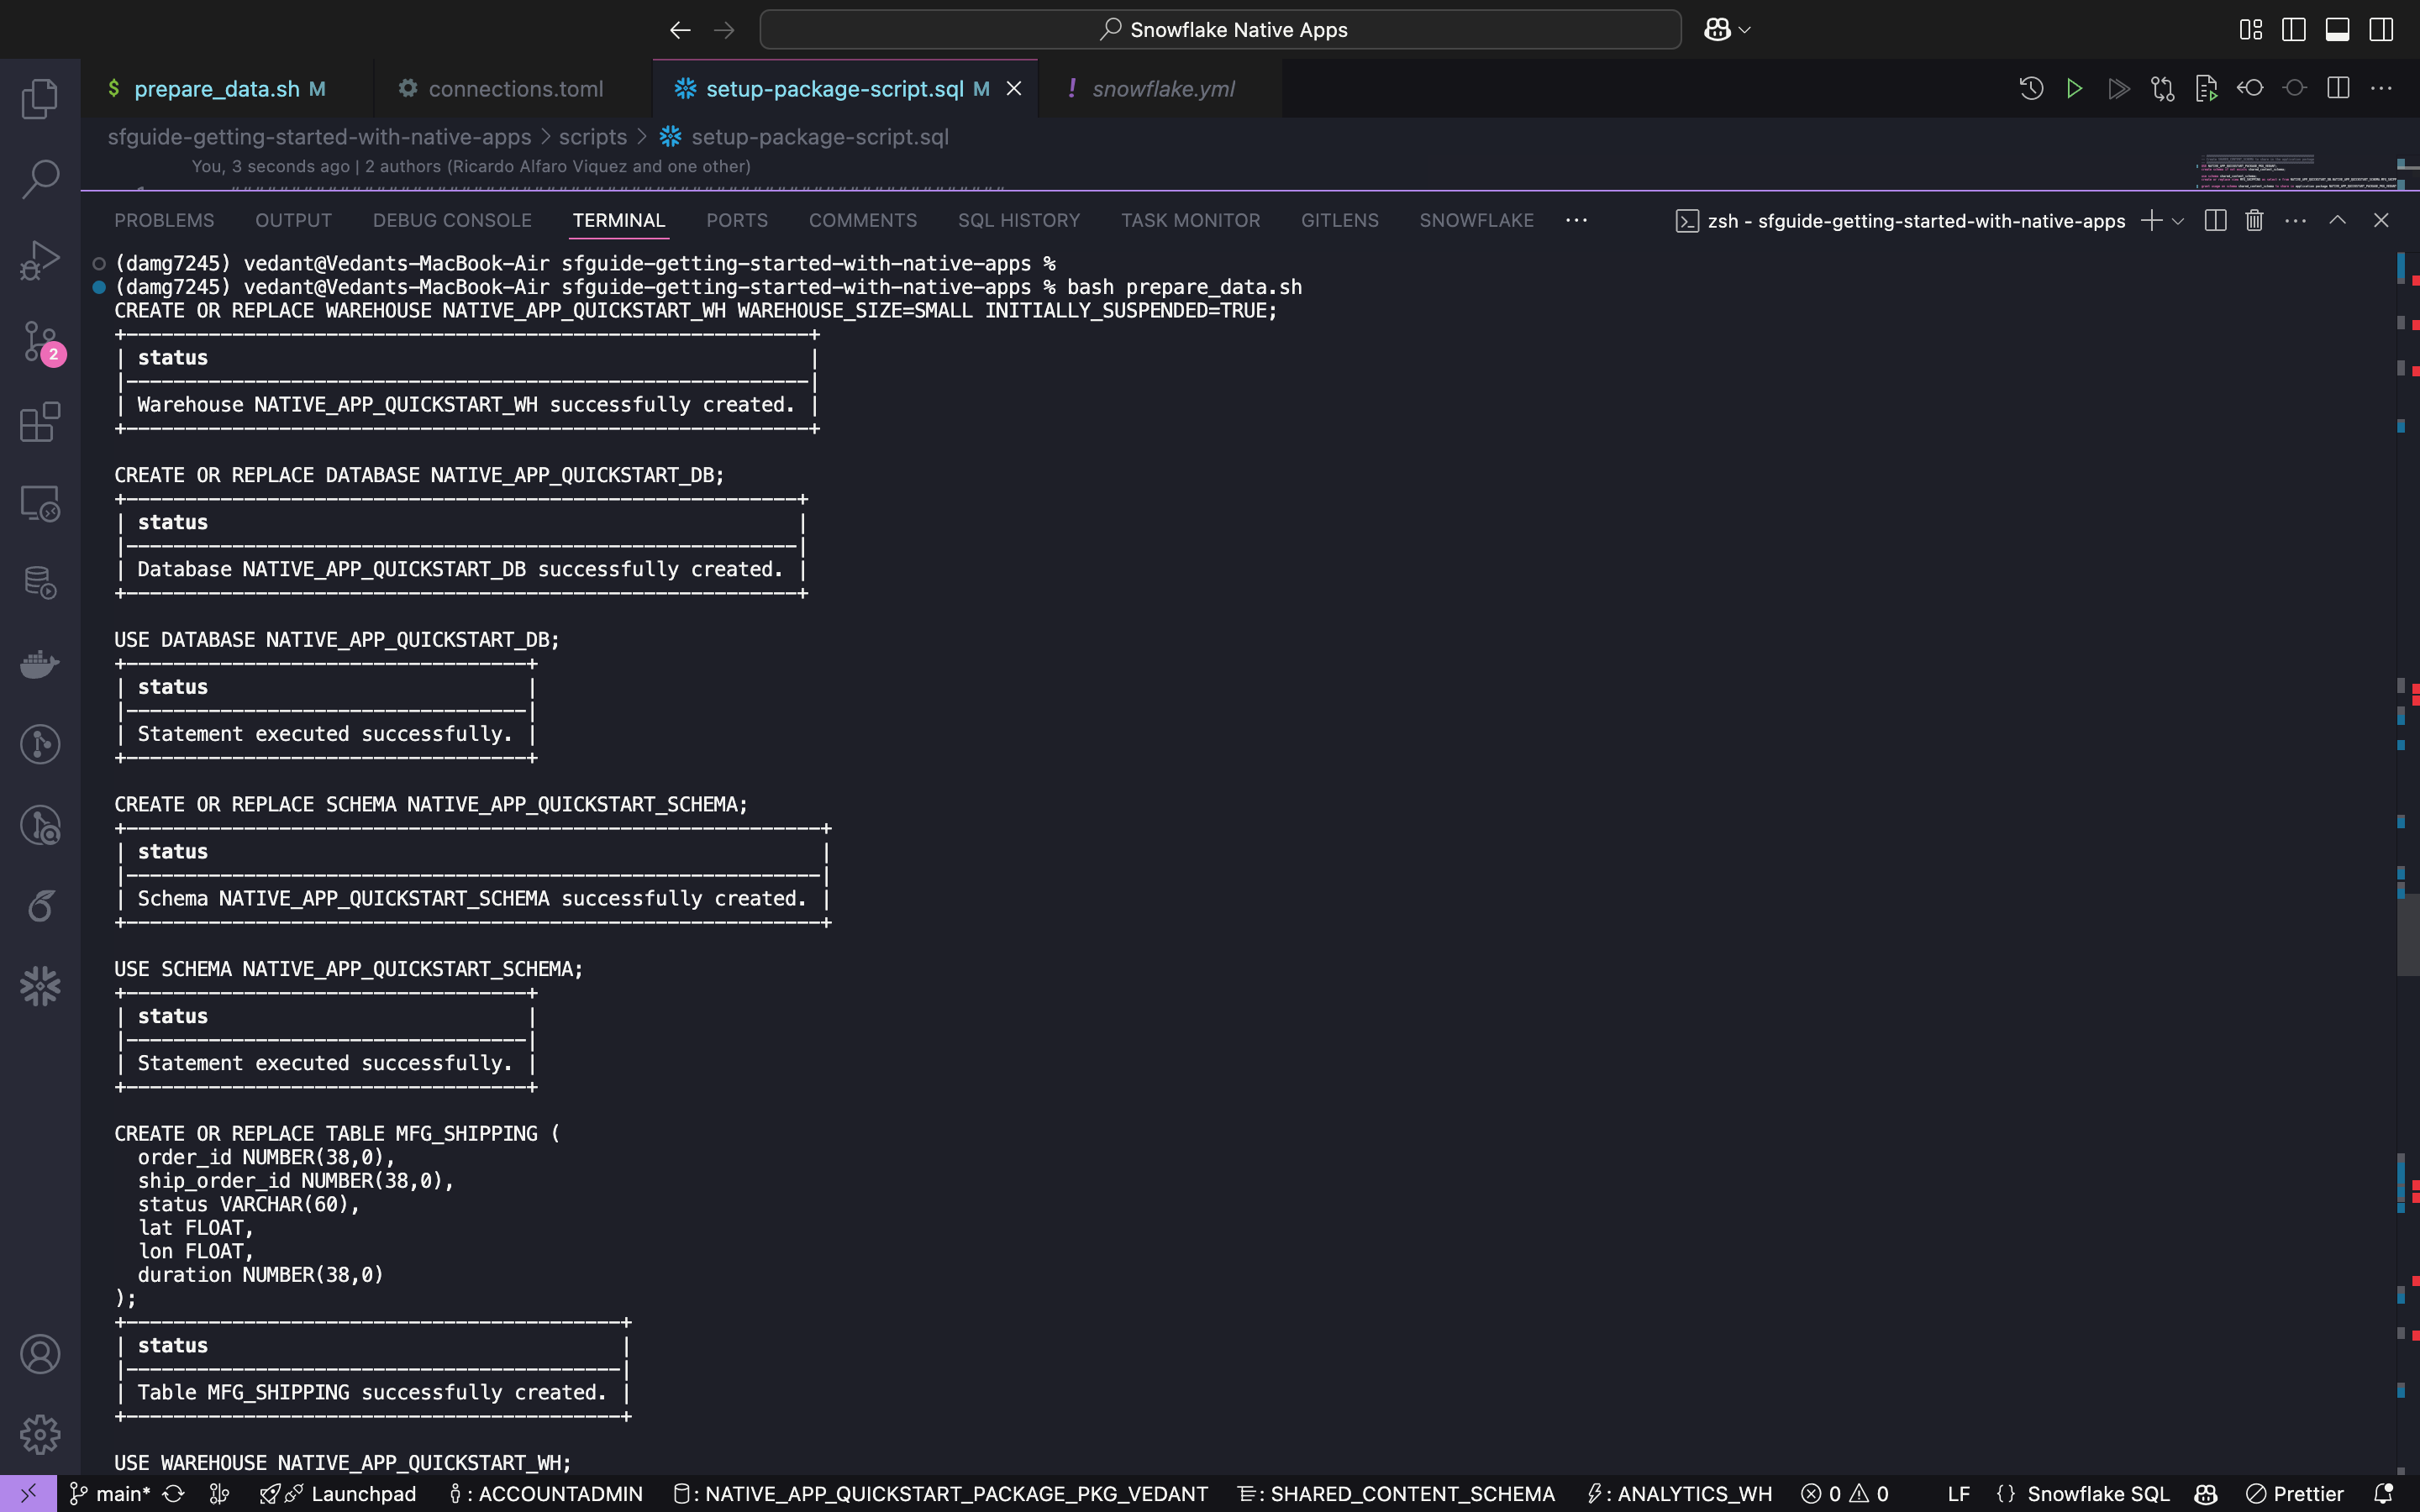 Snowflake Native Apps
$ prepare_data.sh M
connections.toml
setup-package-script.sql M
! snowflake.yml
sfguide-getting-started-with-native-apps > scripts > setup-package-script.sql
You, 3 seconds ago | 2 authors (Ricardo Alfaro Viquez and one other)
PROBLEMS OUTPUT DEBUG CONSOLE TERMINAL PORTS COMMENTS SQL HISTORY TASK MONITOR GITLENS SNOWFLAKE ··· zsh - sfguide-getting-started-with-native-apps
(damg7245) vedant@Vedants-MacBook-Air sfguide-getting-started-with-native-apps %
(damg7245) vedant@Vedants-MacBook-Air sfguide-getting-started-with-native-apps % bash prepare_data.sh
CREATE OR REPLACE WAREHOUSE NATIVE_APP_QUICKSTART_WH WAREHOUSE_SIZE=SMALL INITIALLY_SUSPENDED=TRUE;
| status |
| Warehouse NATIVE_APP_QUICKSTART_WH successfully created. |
CREATE OR REPLACE DATABASE NATIVE_APP_QUICKSTART_DB;
| status |
| Database NATIVE_APP_QUICKSTART_DB successfully created. |
USE DATABASE NATIVE_APP_QUICKSTART_DB;
| status |
| Statement executed successfully. |
CREATE OR REPLACE SCHEMA NATIVE_APP_QUICKSTART_SCHEMA;
| status |
| Schema NATIVE_APP_QUICKSTART_SCHEMA successfully created. |
USE SCHEMA NATIVE_APP_QUICKSTART_SCHEMA;
| status |
| Statement executed successfully. |
CREATE OR REPLACE TABLE MFG_SHIPPING (
order_id NUMBER(38,0),
ship_order_id NUMBER(38,0),
status VARCHAR(60),
lat FLOAT,
lon FLOAT,
duration NUMBER(38,0)
);
| status |
| Table MFG_SHIPPING successfully created. |
USE WAREHOUSE NATIVE_APP_QUICKSTART_WH;
2
main* Launchpad : ACCOUNTADMIN : NATIVE_APP_QUICKSTART_PACKAGE_PKG_VEDANT : SHARED_CONTENT_SCHEMA : ANALYTICS_WH 0 0 LF {} Snowflake SQL Prettier